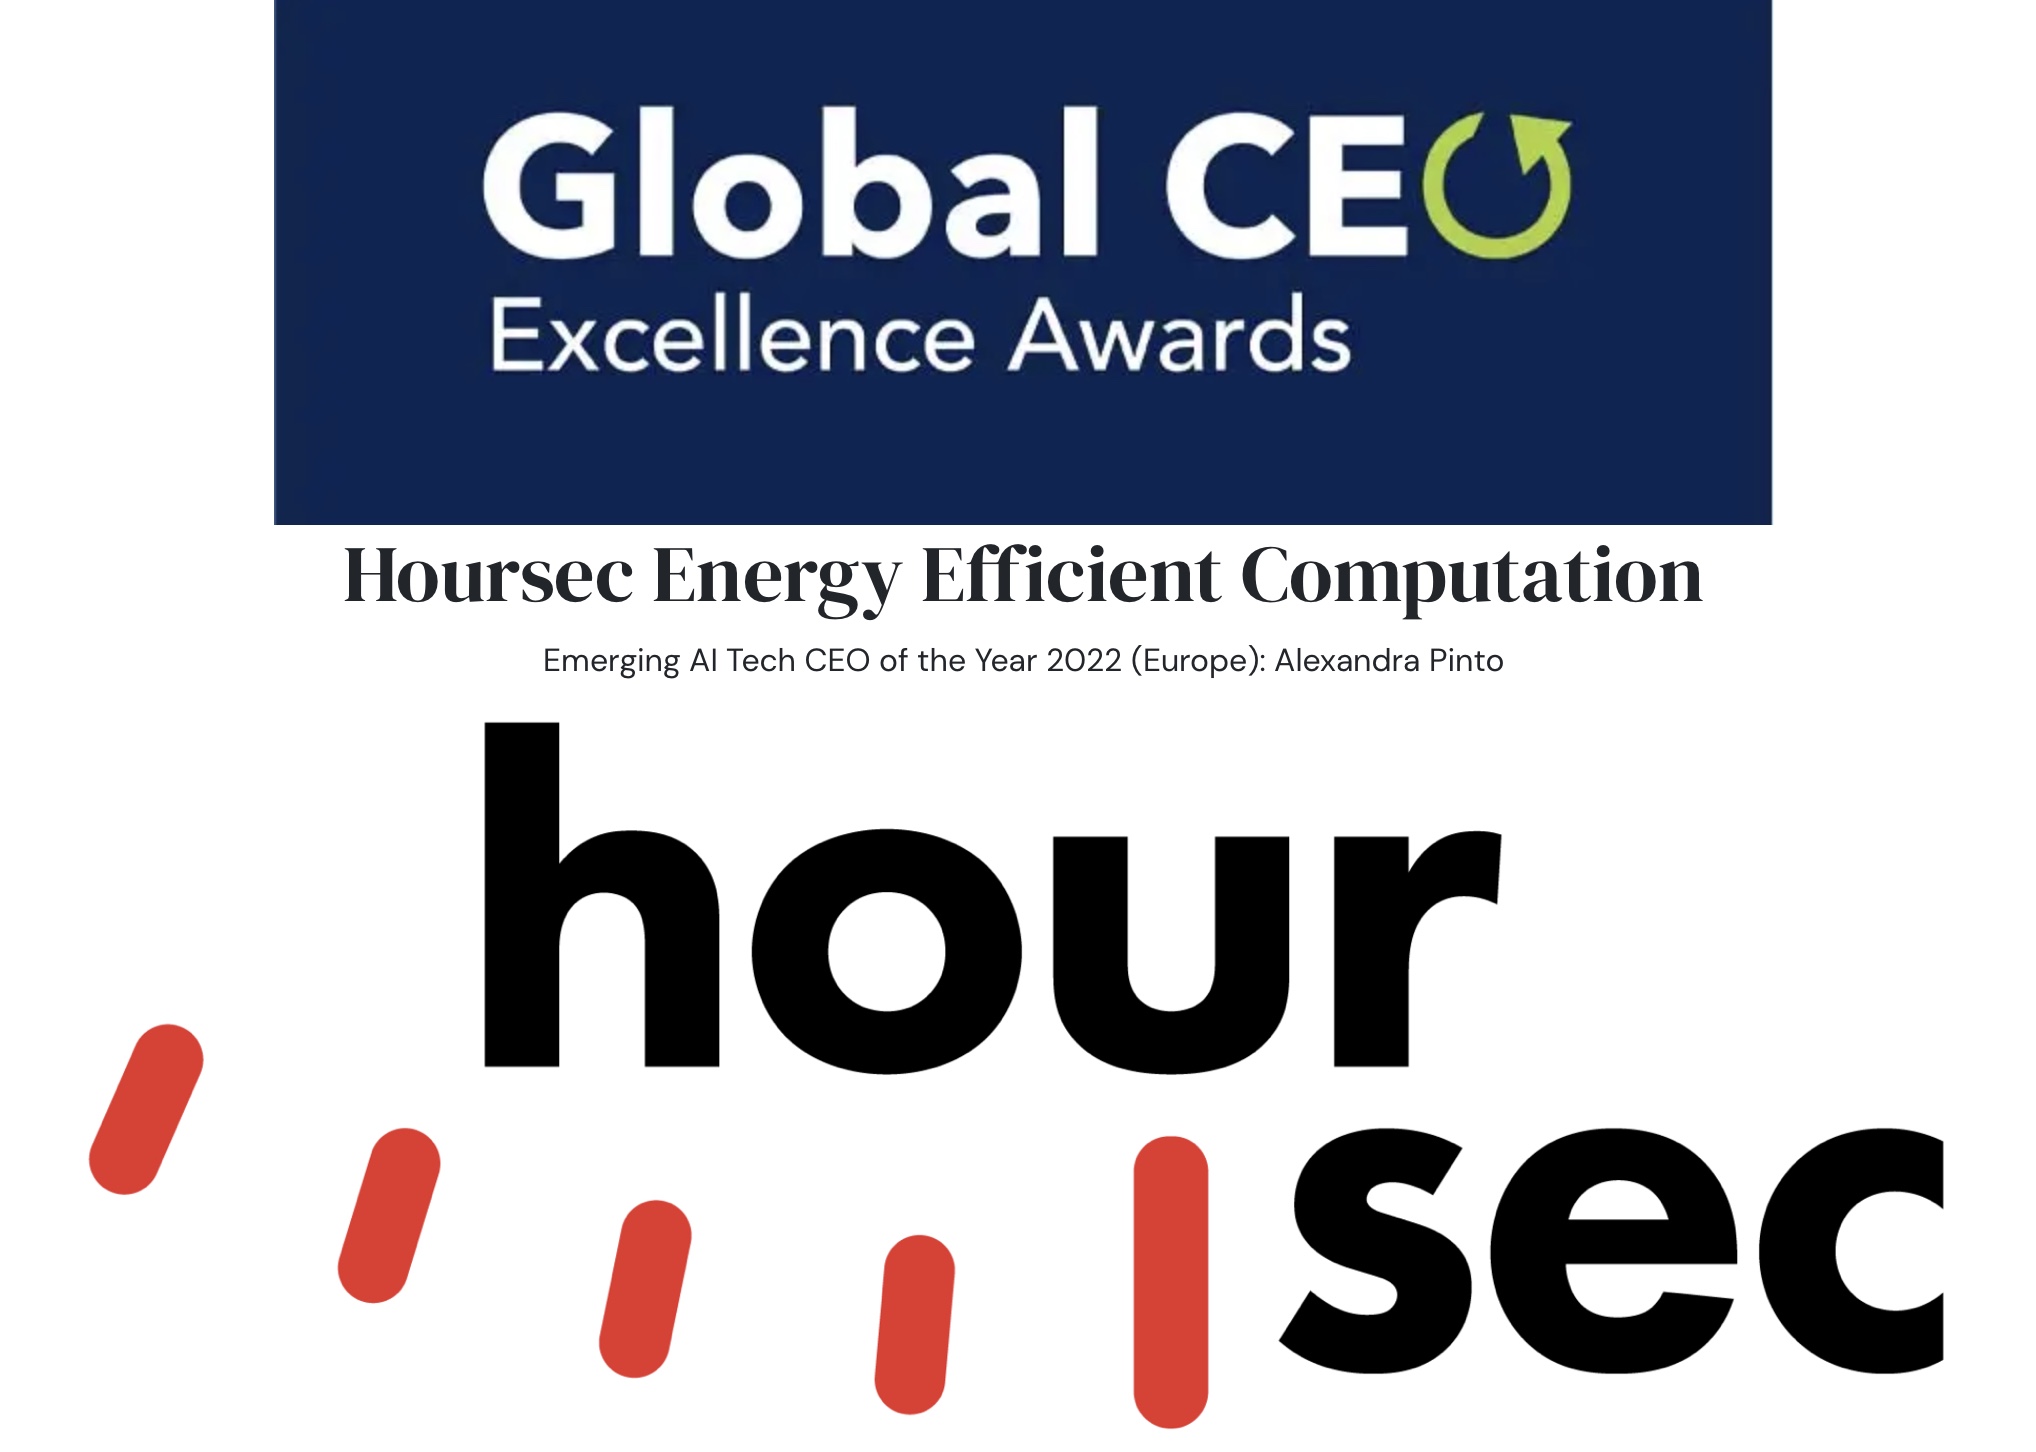 Global CEO
Excellence Awards
Hoursec Energy Efficient Computation
Emerging AI Tech CEO of the Year 2022 (Europe): Alexandra Pinto
hour
sec